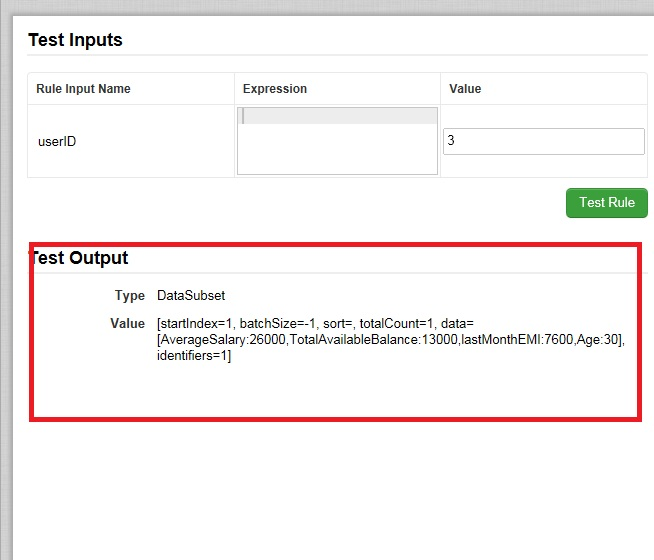 Test Inputs
Rule Input Name Expression Value
userID 3
Test Rule
Test Output
Type DataSubset
Value [startIndex=1, batchSize=-1, sort=, totalCount=1, data=
[AverageSalary:26000,TotalAvailableBalance:13000,lastMonthEMI:7600,Age:30],
identifiers=1]